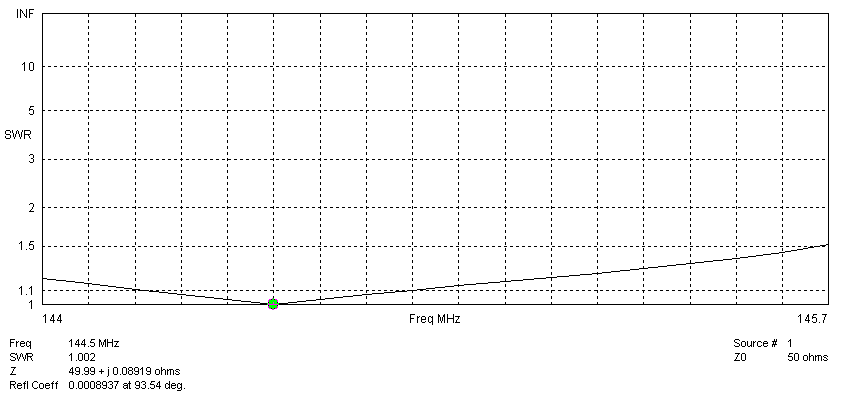 INF
10
5
SWR
3
2
1.5
1.1
1
144 Freq MHz 145.7
Freq 144.5 MHz Source # 1
SWR 1.002 Z0 50 ohms
Z 49.99 + j 0.08919 ohms
Refl Coeff 0.0008937 at 93.54 deg.